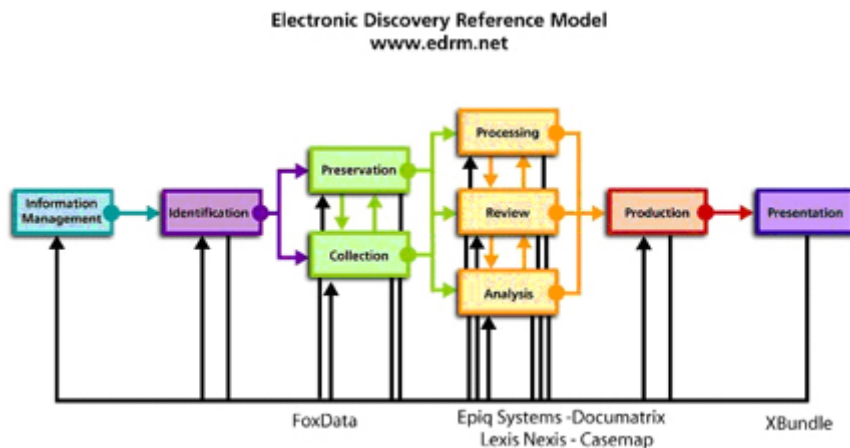 Electronic Discovery Reference Model
www.edrm.net
Information
Management
Identification
Preservation
Collection
Processing
Review
Analysis
Production
Presentation
FoxData
Epiq Systems -Documatrix
Lexis Nexis - Casemap
XBundle